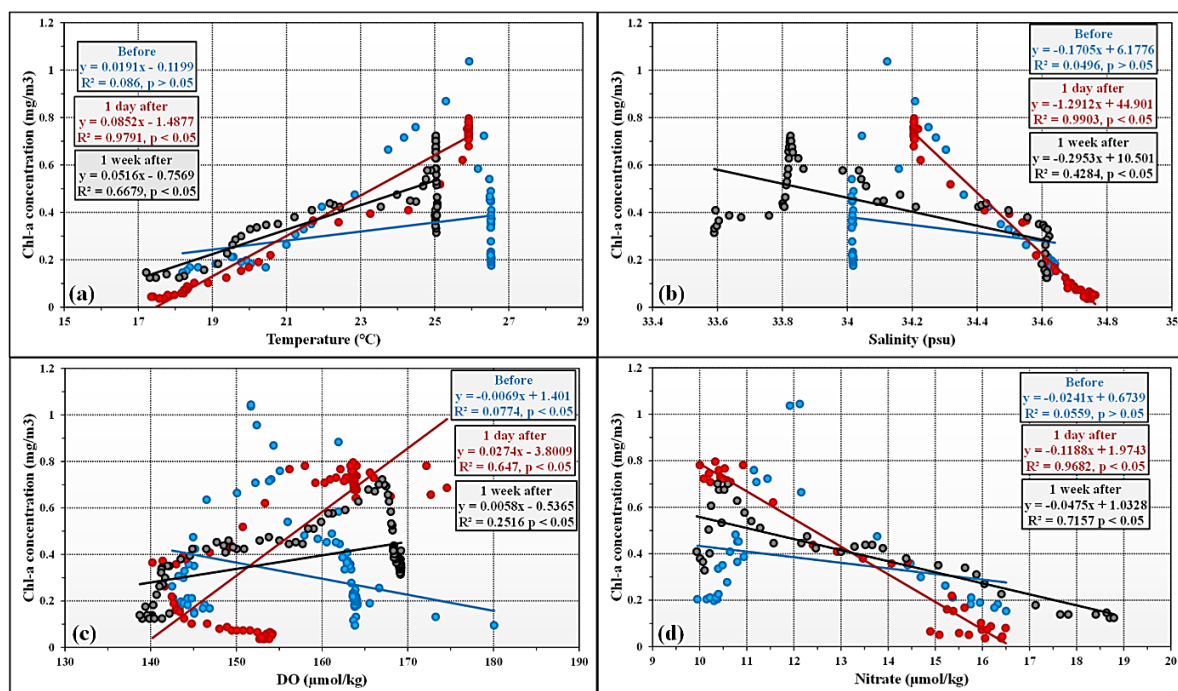 Before
y = 0.0191x - 0.1199
R² = 0.086, p > 0.05
1 day after
y = 0.0852x - 1.4877
R² = 0.9791, p < 0.05
1 week after
y = 0.0516x - 0.7569
R² = 0.6679, p < 0.05
Chl-a concentration (mg/m3)
1.2
1
0.8
0.6
0.4
0.2
0
(a)
15 17 19 21 23 25 27 29
Temperature (°C)
Before
y = -0.1705x + 6.1776
R² = 0.0496, p > 0.05
1 day after
y = -1.2912x + 44.901
R² = 0.9903, p < 0.05
1 week after
y = -0.2953x + 10.501
R² = 0.4284, p < 0.05
Chl-a concentration (mg/m3)
1.2
1
0.8
0.6
0.4
0.2
0
(b)
33.4 33.6 33.8 34 34.2 34.4 34.6 34.8 35
Salinity (psu)
Before
y = -0.0069x + 1.401
R² = 0.0774, p < 0.05
1 day after
y = 0.0274x - 3.8009
R² = 0.647, p < 0.05
1 week after
y = 0.0058x - 0.5365
R² = 0.2516 p < 0.05
Chl-a concentration (mg/m3)
1.2
1
0.8
0.6
0.4
0.2
0
(c)
130 140 150 160 170 180 190
DO (µmol/kg)
Before
y = -0.0241x + 0.6739
R² = 0.0559, p > 0.05
1 day after
y = -0.1188x + 1.9743
R² = 0.9682, p < 0.05
1 week after
y = -0.0475x + 1.0328
R² = 0.7157, p < 0.05
Chl-a concentration (mg/m3)
1.2
1
0.8
0.6
0.4
0.2
0
(d)
9 10 11 12 13 14 15 16 17 18 19 20
Nitrate (µmol/kg)